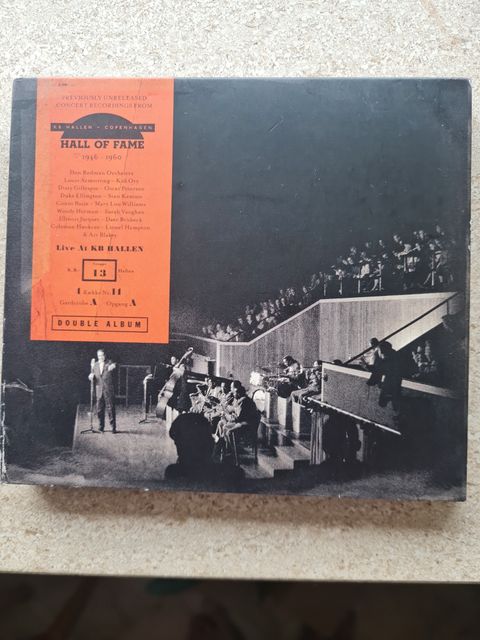 PREVIOUSLY UNRELEASED
CONCERT RECORDINGS FROM
KB HALLEN - COPENHAGEN
HALL OF FAME
1946 - 1960
Don Redman Orchestra
Louis Armstrong - Kid Ory
Dizzy Gillespie - Oscar Peterson
Duke Ellington - Stan Kenton
Count Basie - Mary Lou Williams
Woody Herman - Sarah Vaughan
Illinois Jacquet - Dave Brubeck
Coleman Hawkins - Lionel Hampton
& Art Blakey
Live At KB HALLEN
K.B.- 13 Hallen
4 Række Nr. 14
Garderobe A Opgang A
DOUBLE ALBUM